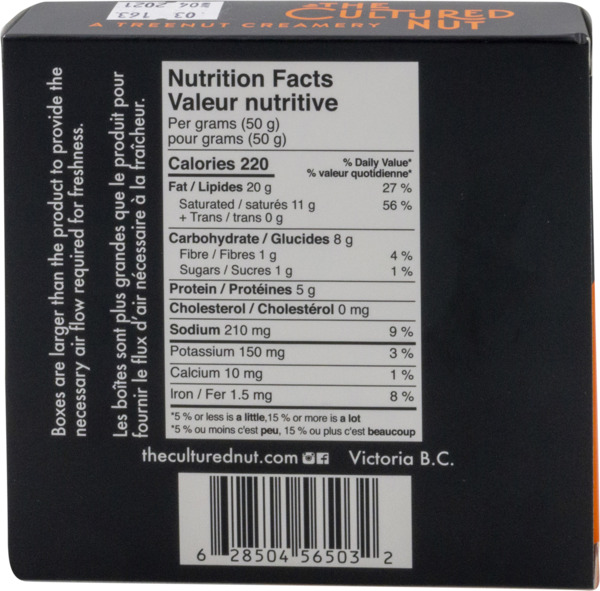 THE
CULTURED
NUT
A TREENUT CREAMERY
03
163
Nutrition Facts
Valeur nutritive
Per grams (50 g)
pour grams (50 g)
Calories 220
% Daily Value*
% valeur quotidienne*
Fat / Lipides 20 g 27 %
Saturated / saturés 11 g 56 %
+ Trans / trans 0 g
Carbohydrate / Glucides 8 g
Fibre / Fibres 1 g 4 %
Sugars / Sucres 1 g 1 %
Protein / Protéines 5 g
Cholesterol / Cholestérol 0 mg
Sodium 210 mg 9 %
Potassium 150 mg 3 %
Calcium 10 mg 1 %
Iron / Fer 1.5 mg 8 %
*5 % or less is a little,15 % or more is a lot
*5 % ou moins c'est peu, 15 % ou plus c'est beaucoup
theculturednut.com Victoria B.C.
6 28504 56503 2
Boxes are larger than the product to provide the
necessary air flow required for freshness.
Les boîtes sont plus grandes que le produit pour
fournir le flux d'air nécessaire à la fraîcheur.